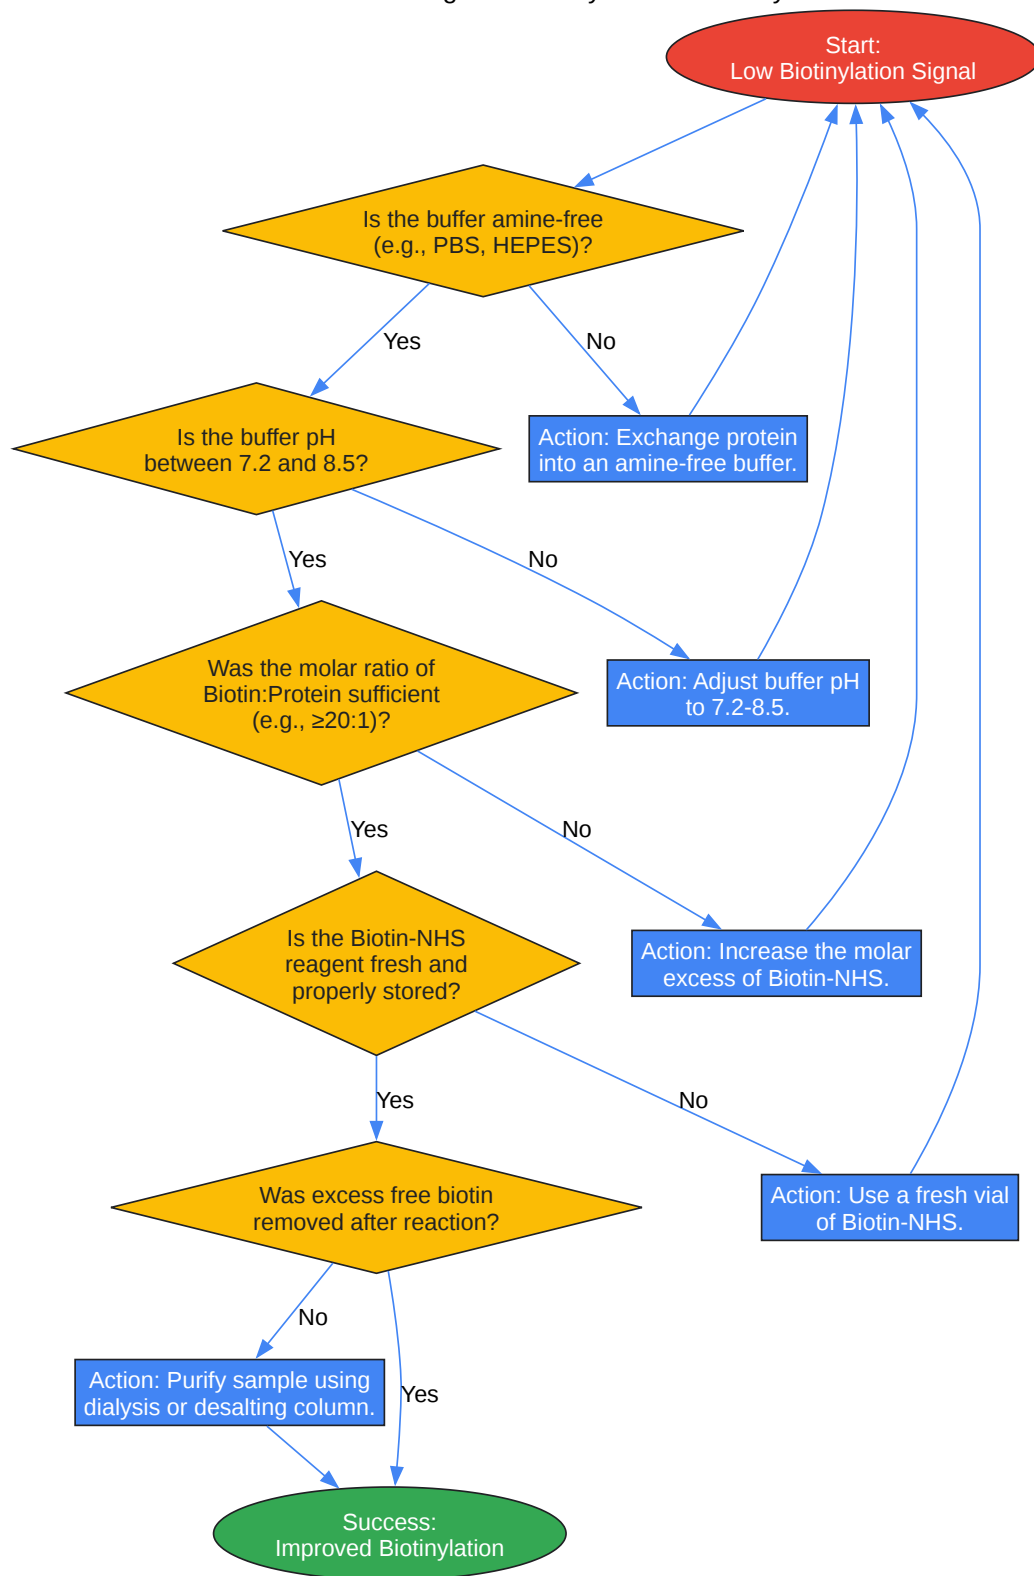 Start:
Low Biotinylation Signal
Is the buffer amine-free
(e.g., PBS, HEPES)?
Yes
No
Is the buffer pH
between 7.2 and 8.5?
Action: Exchange protein
into an amine-free buffer.
Yes
No
Was the molar ratio of
Biotin:Protein sufficient
(e.g., ≥20:1)?
Action: Adjust buffer pH
to 7.2-8.5.
Yes
No
Is the Biotin-NHS
reagent fresh and
properly stored?
Action: Increase the molar
excess of Biotin-NHS.
Yes
No
Was excess free biotin
removed after reaction?
Action: Use a fresh vial
of Biotin-NHS.
No
Yes
Action: Purify sample using
dialysis or desalting column.
Success:
Improved Biotinylation